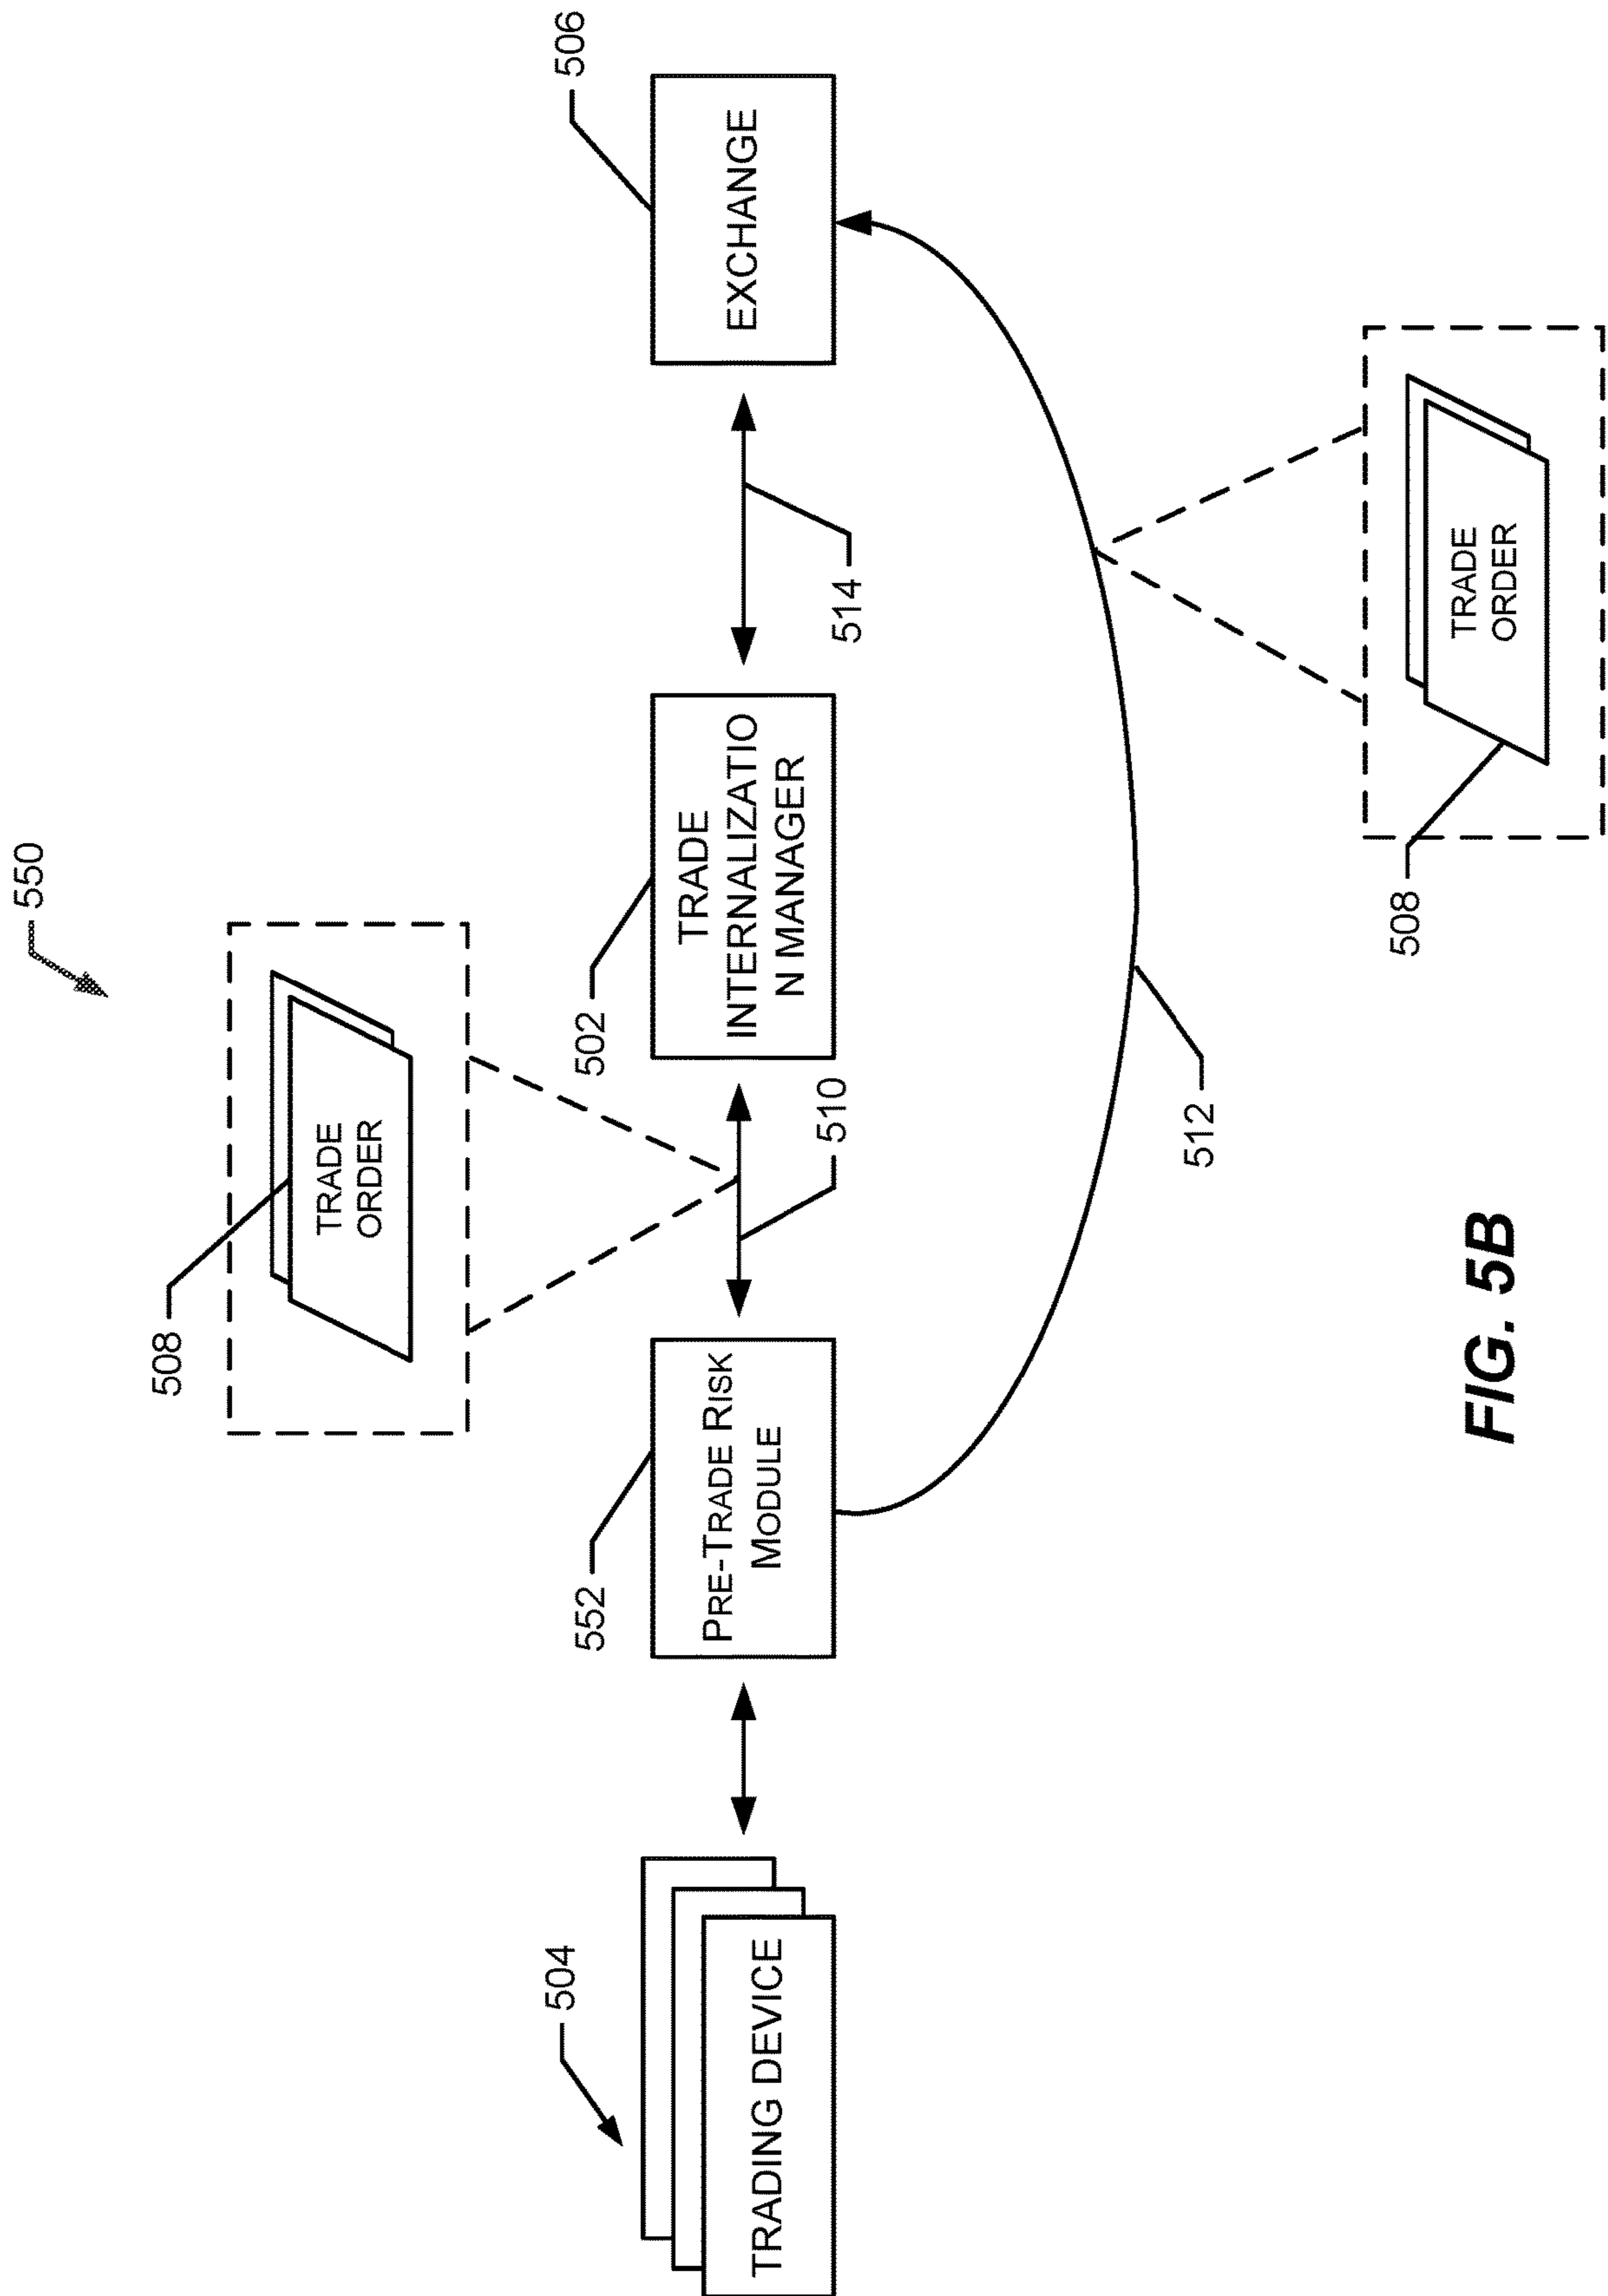 550
508
TRADE
ORDER
504
552
502
506
TRADING DEVICE
PRE-TRADE RISK
MODULE
TRADE
INTERNALIZATIO
N MANAGER
EXCHANGE
510
514
512
508
TRADE
ORDER
FIG. 5B